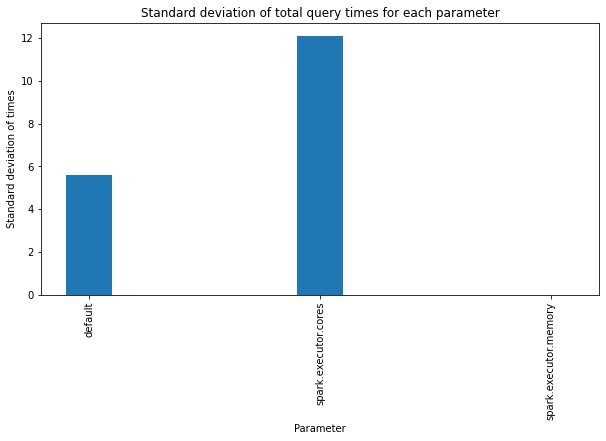 Standard deviation of total query times for each parameter
Standard deviation of times
12
10
8
6
4
2
0
default
spark.executor.cores
spark.executor.memory
Parameter